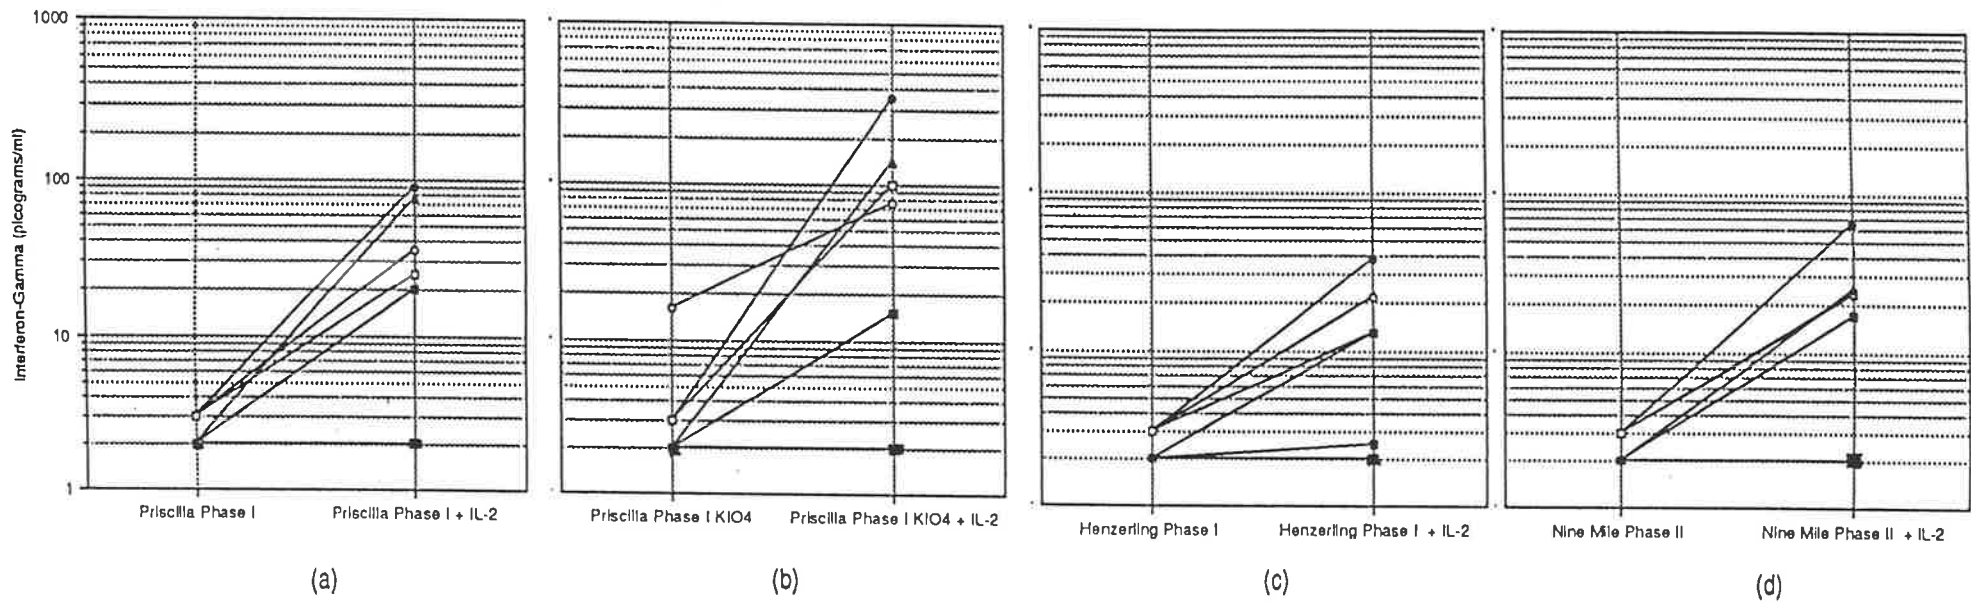 1000
100
10
1
Interferon-Gamma (picograms/ml)
Priscilla Phase I
Priscilla Phase I + IL-2
Priscilla Phase I KIO4
Priscilla Phase I KIO4 + IL-2
Henzerling Phase I
Henzerling Phase I + IL-2
Nine Mile Phase II
Nine Mile Phase II + IL-2
(a)
(b)
(c)
(d)